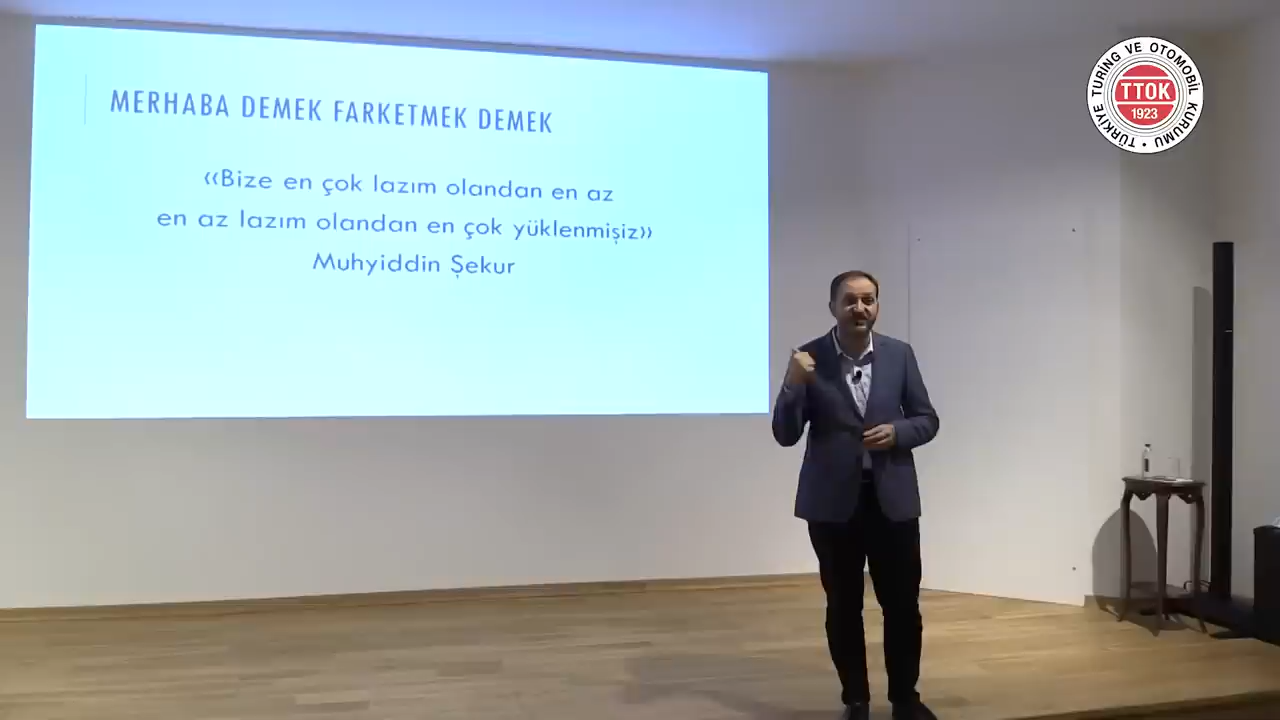 MERHABA DEMEK FARKETMEK DEMEK
‹‹Bize en çok lazım olandan en az
en az lazım olandan en çok yüklenmişiz››
Muhyiddin Şekur
TÜRKİYE TURİNG VE OTOMOBİL KURUMU
TTOK
1923